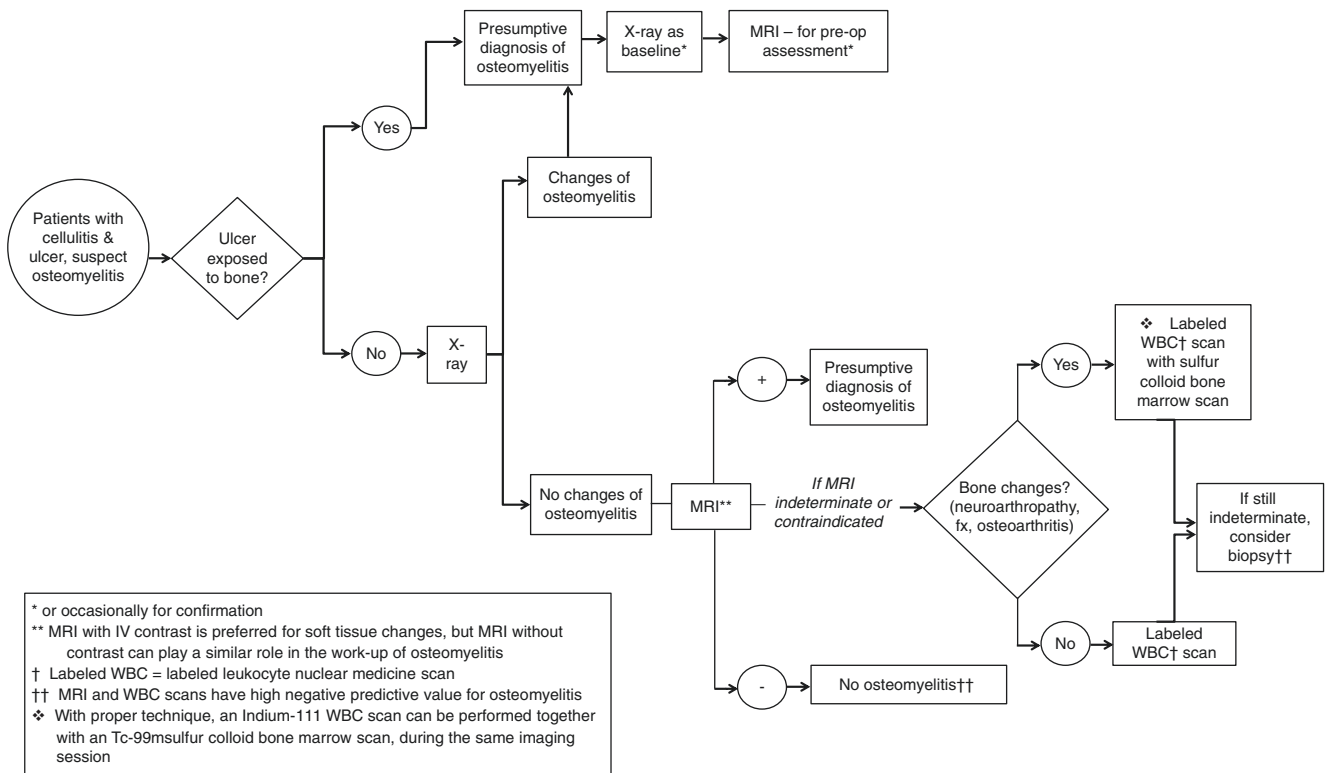 Patients with
cellulitis &
ulcer, suspect
osteomyelitis
Ulcer
exposed
to bone?
Yes
Presumptive
diagnosis of
osteomyelitis
X-ray as
baseline*
MRI – for pre-op
assessment*
Changes of
osteomyelitis
No
X-
ray
No changes of
osteomyelitis
MRI**
+
Presumptive
diagnosis of
osteomyelitis
If MRI
indeterminate or
contraindicated
-
No osteomyelitis††
Bone changes?
(neuroarthropathy,
fx, osteoarthritis)
Yes
❖ Labeled
WBC† scan
with sulfur
colloid bone
marrow scan
No
Labeled
WBC† scan
If still
indeterminate,
consider
biopsy††
* or occasionally for confirmation
** MRI with IV contrast is preferred for soft tissue changes, but MRI without
contrast can play a similar role in the work-up of osteomyelitis
† Labeled WBC = labeled leukocyte nuclear medicine scan
†† MRI and WBC scans have high negative predictive value for osteomyelitis
❖ With proper technique, an Indium-111 WBC scan can be performed together
with an Tc-99msulfur colloid bone marrow scan, during the same imaging
session